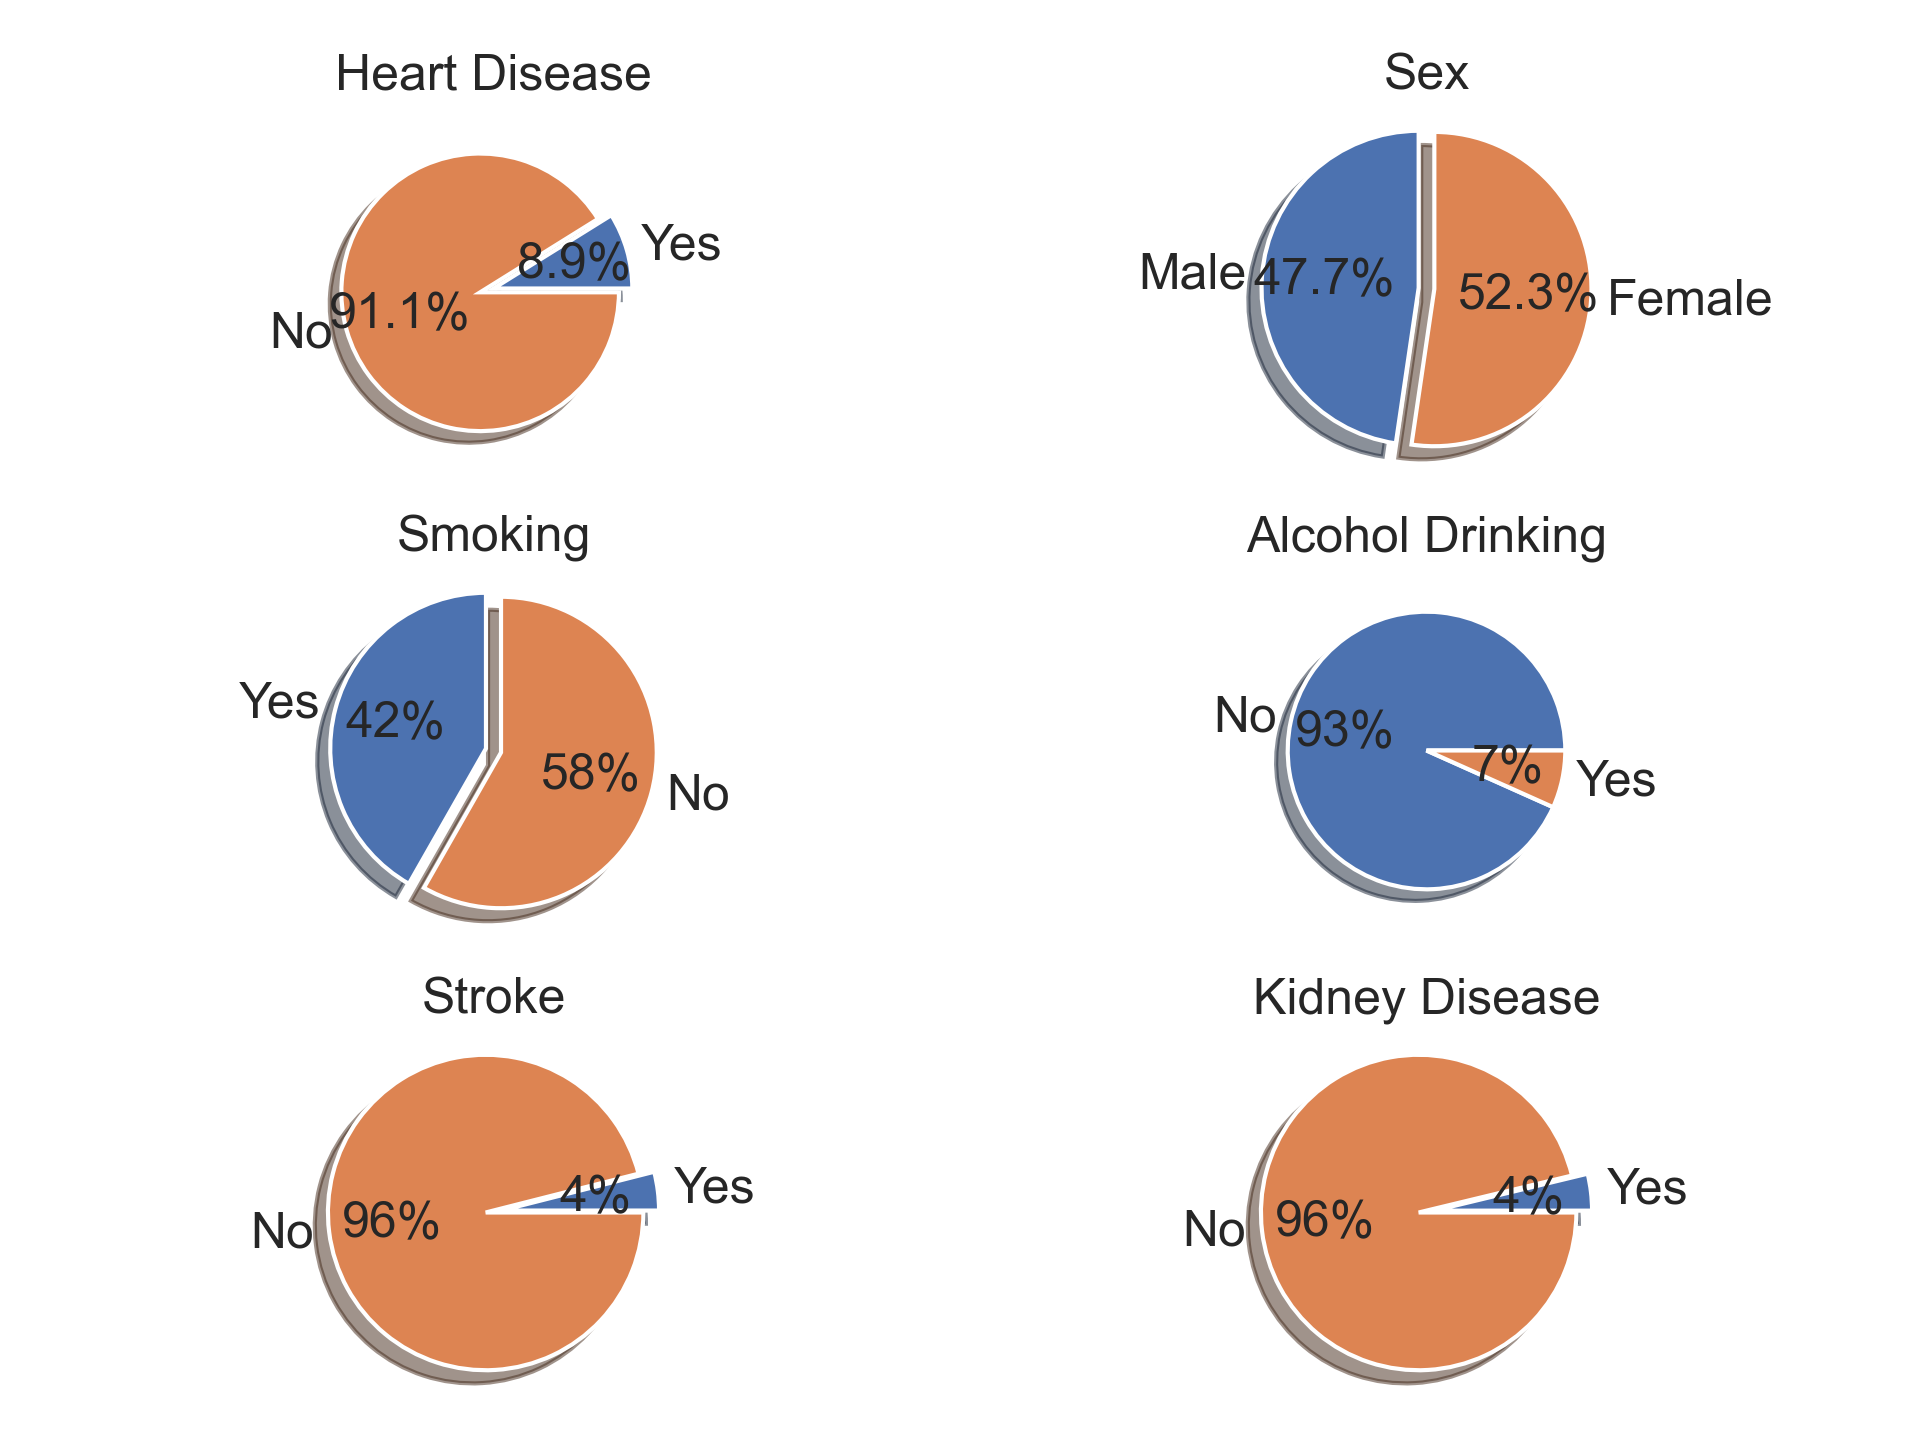 Heart Disease
Yes
8.9%
No
91.1%
Sex
Male
47.7%
52.3%
Female
Smoking
Yes
42%
58%
No
Alcohol Drinking
No
93%
7%
Yes
Stroke
Yes
4%
No
96%
Kidney Disease
Yes
4%
No
96%